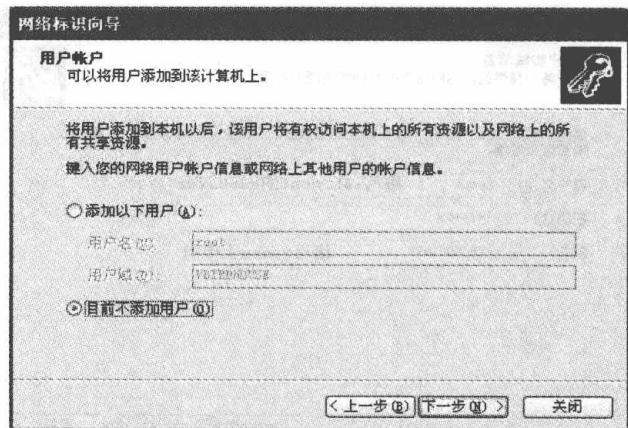 网络标识向导
用户帐户
可以将用户添加到该计算机上。
将用户添加到本机以后，该用户将有权访问本机上的所有资源以及网络上的所
有共享资源。
键入您的网络用户帐户信息或网络上其他用户的帐户信息。
添加以下用户(A):
用户名(U): root
用户域(D):
目前不添加用户(O)
< 上一步(B) 下一步(N) > 关闭